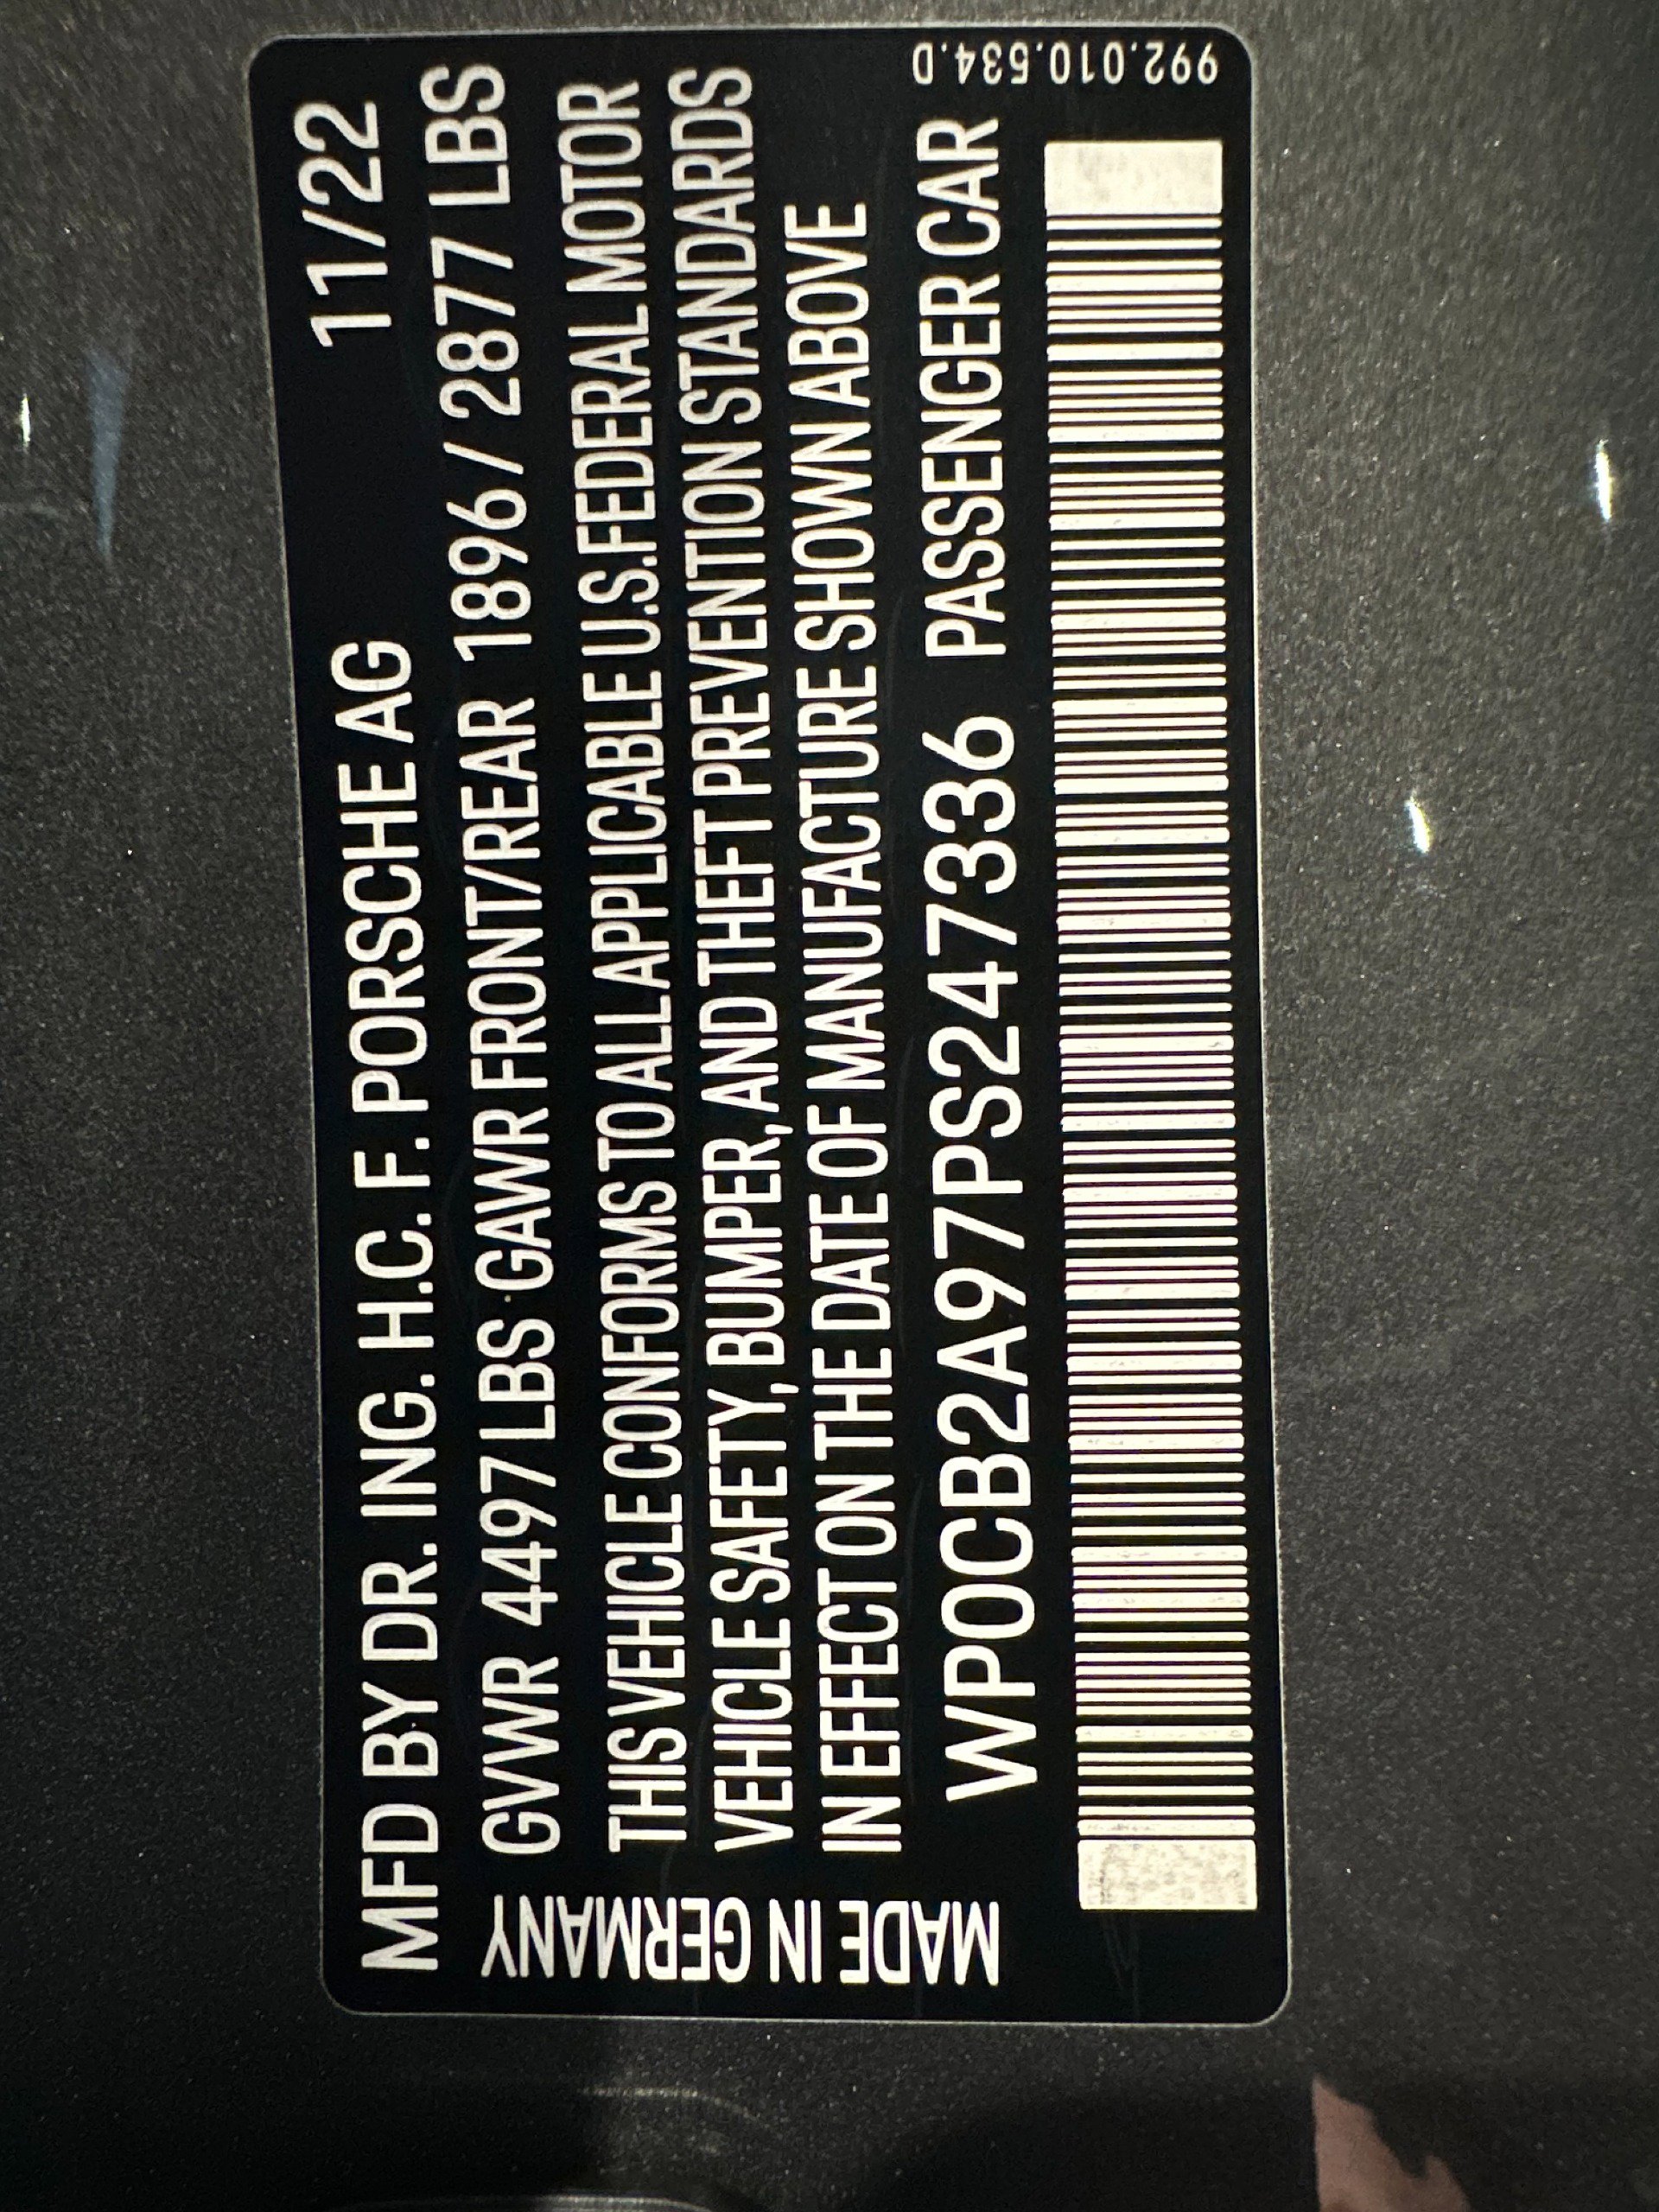 MFD BY DR. ING. H.C. F. PORSCHE AG 11/22
GVWR 4497 LBS GAWR FRONT/REAR 1896 / 2877 LBS
THIS VEHICLE CONFORMS TO ALL APPLICABLE U.S.FEDERAL MOTOR
VEHICLE SAFETY, BUMPER, AND THEFT PREVENTION STANDARDS
IN EFFECT ON THE DATE OF MANUFACTURE SHOWN ABOVE
WP0CB2A97PS247336 PASSENGER CAR
MADE IN GERMANY
992.010.534.D